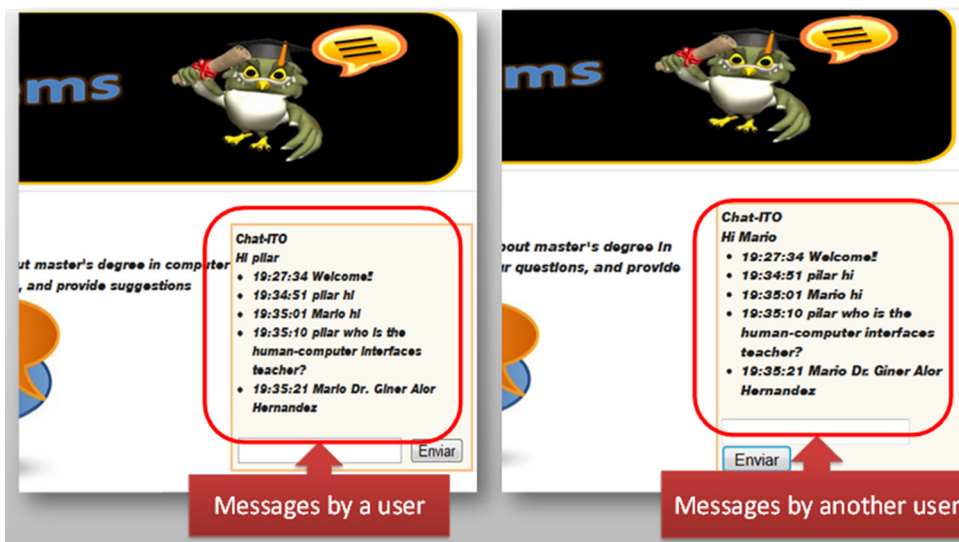 ms
ut master's degree in computer
, and provide suggestions
Chat-ITO
Hi pilar
• 19:27:34 Welcome!
• 19:34:51 pilar hi
• 19:35:01 Mario hi
• 19:35:10 pilar who is the
human-computer interfaces
teacher?
• 19:35:21 Mario Dr. Giner Alor
Hernandez
Enviar
Messages by a user
ms
bout master's degree in
ur questions, and provide
Chat-ITO
Hi Mario
• 19:27:34 Welcome!
• 19:34:51 pilar hi
• 19:35:01 Mario hi
• 19:35:10 pilar who is the
human-computer interfaces
teacher?
• 19:35:21 Mario Dr. Giner Alor
Hernandez
Enviar
Messages by another user